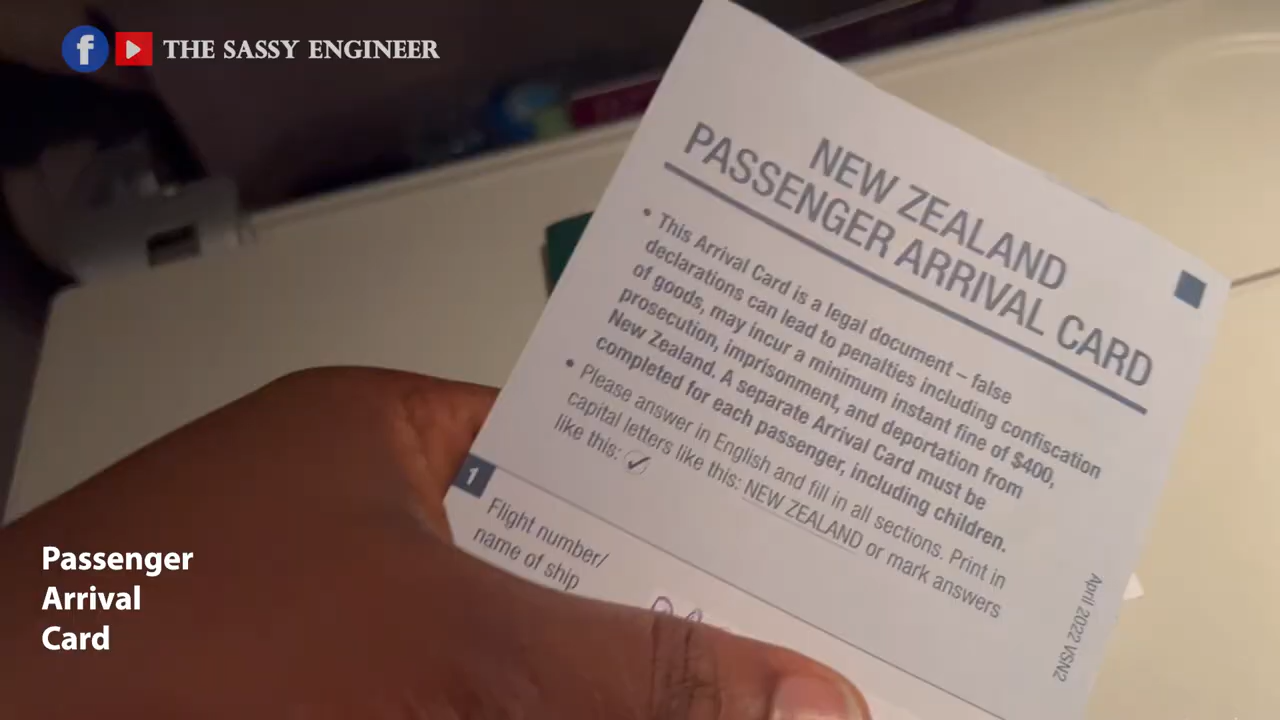 THE SASSY ENGINEER
NEW ZEALAND
PASSENGER ARRIVAL CARD
• This Arrival Card is a legal document – false
declarations can lead to penalties including confiscation
of goods, may incur a minimum instant fine of $400,
prosecution, imprisonment, and deportation from
New Zealand. A separate Arrival Card must be
completed for each passenger, including children.
• Please answer in English and fill in all sections. Print in
capital letters like this: NEW ZEALAND or mark answers
like this: ✓
1
Flight number/
name of ship
April 2022 VSN2
Passenger
Arrival
Card